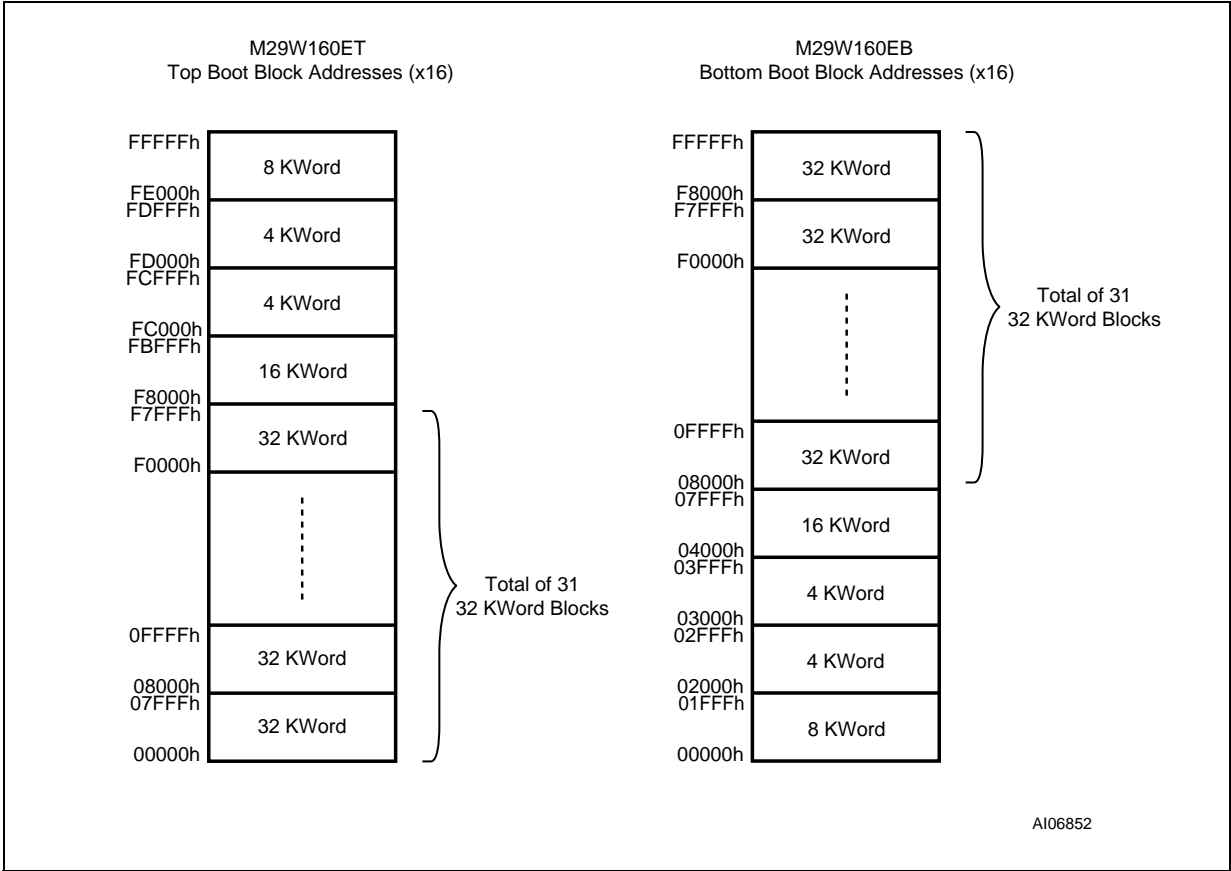 M29W160ET
Top Boot Block Addresses (x16)
FFFFFh
8 KWord
FE000h
FDFFFh
4 KWord
FD000h
FCFFFh
4 KWord
FC000h
FBFFFh
16 KWord
F8000h
F7FFFh
32 KWord
F0000h
Total of 31
32 KWord Blocks
0FFFFh
32 KWord
08000h
07FFFh
32 KWord
00000h
M29W160EB
Bottom Boot Block Addresses (x16)
FFFFFh
32 KWord
F8000h
F7FFFh
32 KWord
F0000h
Total of 31
32 KWord Blocks
0FFFFh
32 KWord
08000h
07FFFh
16 KWord
04000h
03FFFh
4 KWord
03000h
02FFFh
4 KWord
02000h
01FFFh
8 KWord
00000h
AI06852